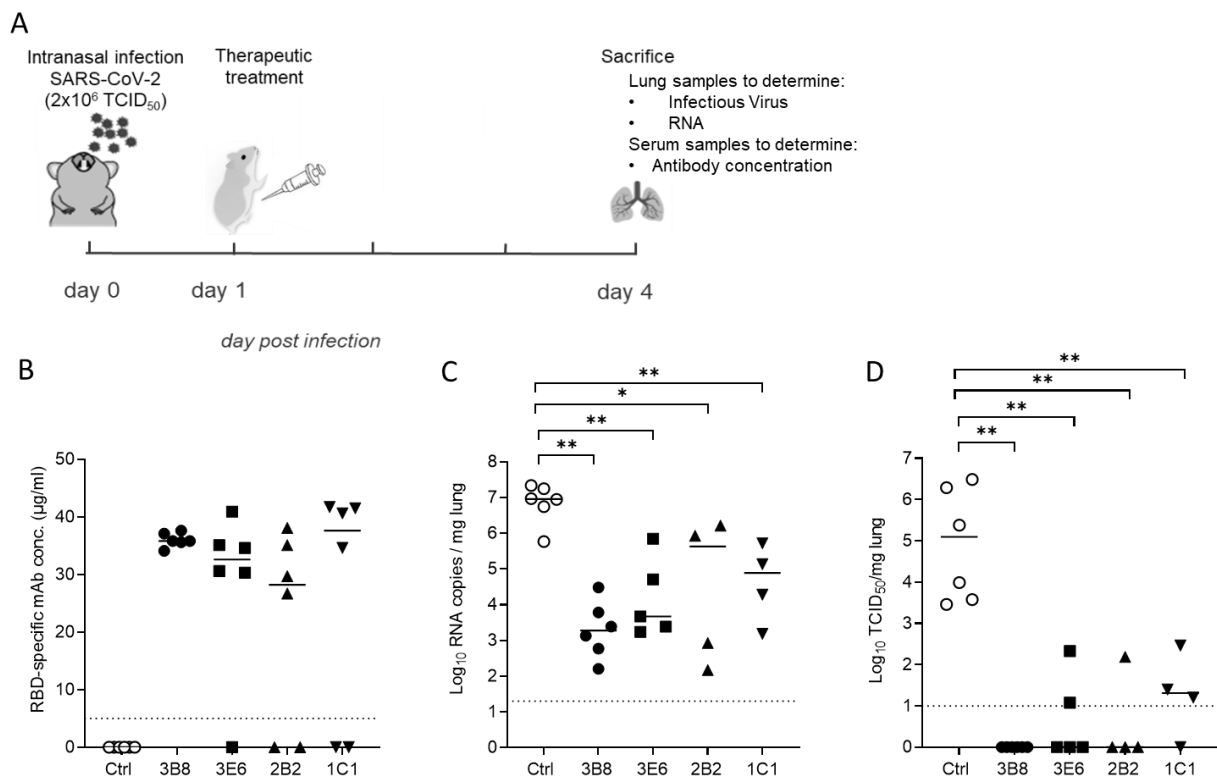 A
Intranasal infection
SARS-CoV-2
(2x10⁶ TCID₅₀)
Therapeutic
treatment
Sacrifice
Lung samples to determine:
• Infectious Virus
• RNA
Serum samples to determine:
• Antibody concentration
day 0
day 1
day 4
day post infection
B
RBD-specific mAb conc. (µg/ml)
50
40
30
20
10
0
Ctrl 3B8 3E6 2B2 1C1
C
**
*
**
**
Log₁₀ RNA copies / mg lung
8
7
6
5
4
3
2
1
0
Ctrl 3B8 3E6 2B2 1C1
D
**
**
**
**
Log₁₀ TCID₅₀/mg lung
7
6
5
4
3
2
1
0
Ctrl 3B8 3E6 2B2 1C1